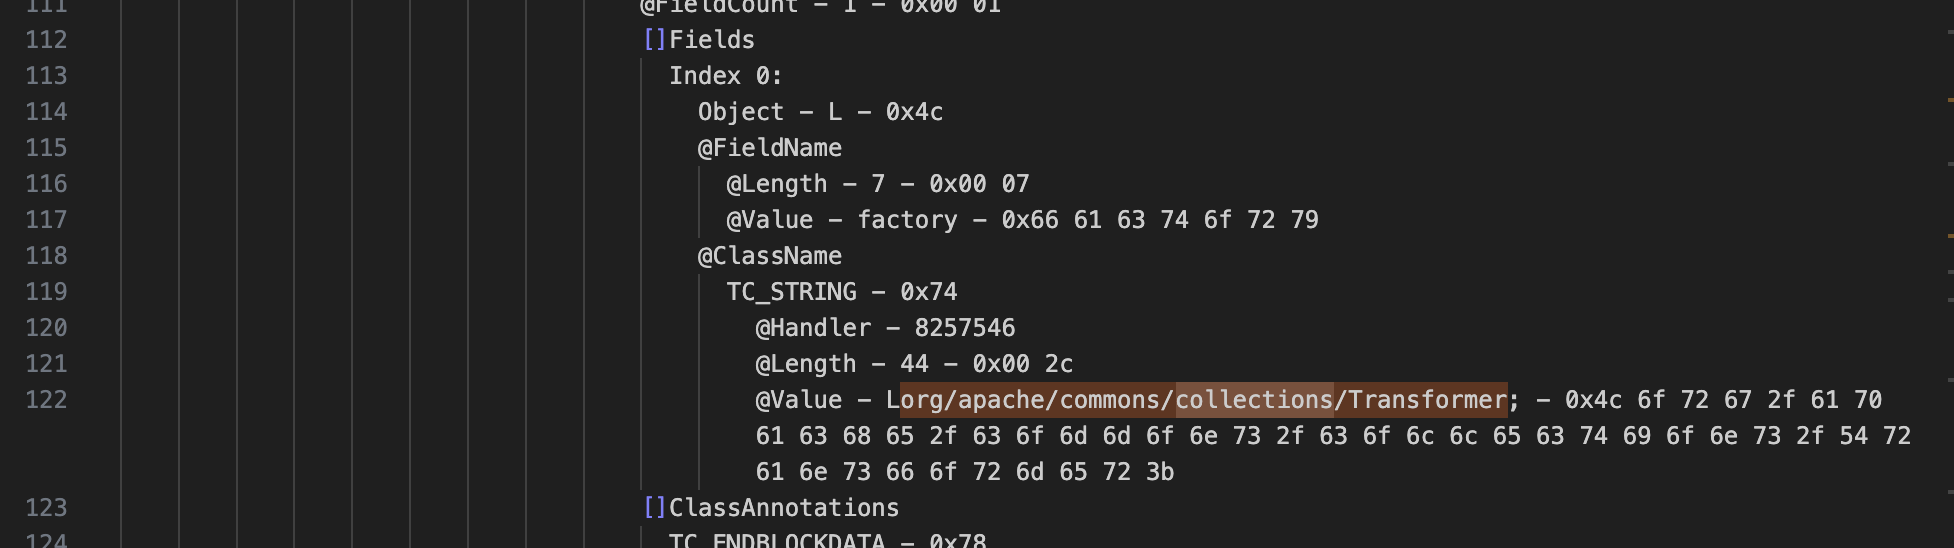 111 @FieldCount – 1 – 0x00 01
112 []Fields
113 Index 0:
114 Object – L – 0x4c
115 @FieldName
116 @Length – 7 – 0x00 07
117 @Value – factory – 0x66 61 63 74 6f 72 79
118 @ClassName
119 TC_STRING – 0x74
120 @Handler – 8257546
121 @Length – 44 – 0x00 2c
122 @Value – Lorg/apache/commons/collections/Transformer; – 0x4c 6f 72 67 2f 61 70
61 63 68 65 2f 63 6f 6d 6d 6f 6e 73 2f 63 6f 6c 6c 65 63 74 69 6f 6e 73 2f 54 72
61 6e 73 66 6f 72 6d 65 72 3b
123 []ClassAnnotations
124 TC_ENDBLOCKDATA – 0x78